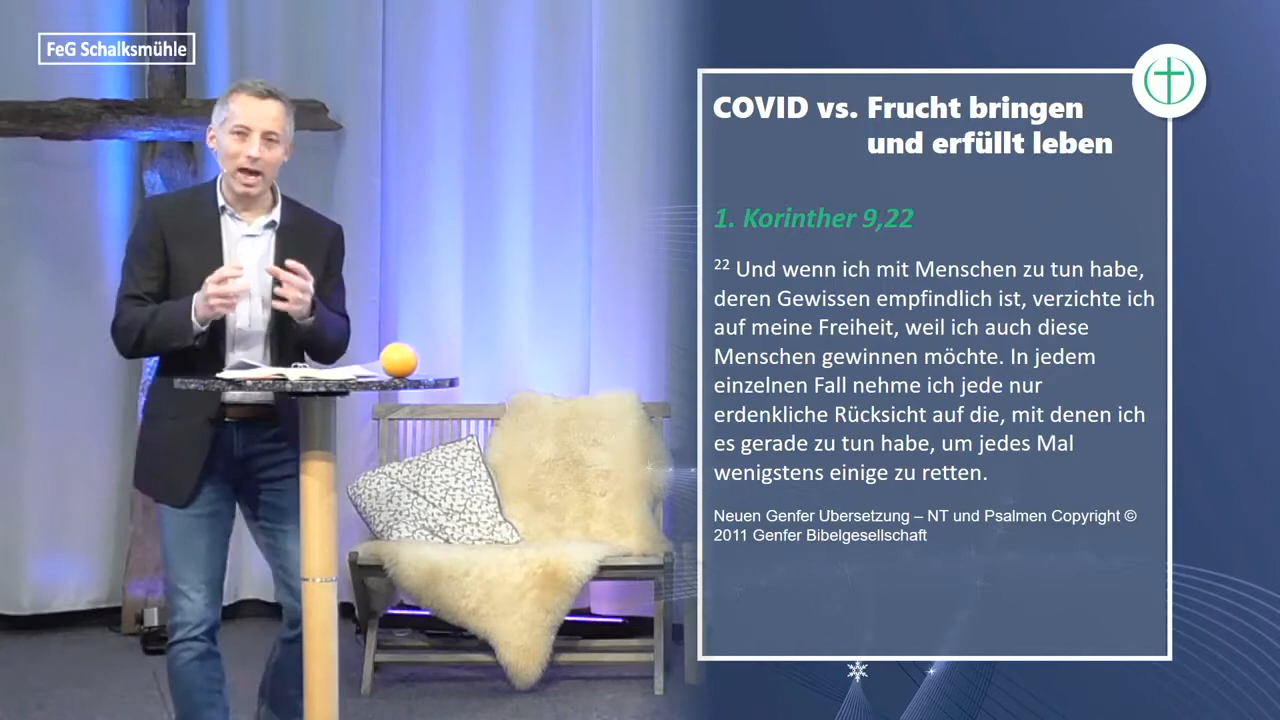 FeG Schalksmühle
COVID vs. Frucht bringen
und erfüllt leben
1. Korinther 9,22
22 Und wenn ich mit Menschen zu tun habe,
deren Gewissen empfindlich ist, verzichte ich
auf meine Freiheit, weil ich auch diese
Menschen gewinnen möchte. In jedem
einzelnen Fall nehme ich jede nur
erdenkliche Rücksicht auf die, mit denen ich
es gerade zu tun habe, um jedes Mal
wenigstens einige zu retten.
Neuen Genfer Ubersetzung – NT und Psalmen Copyright ©
2011 Genfer Bibelgesellschaft